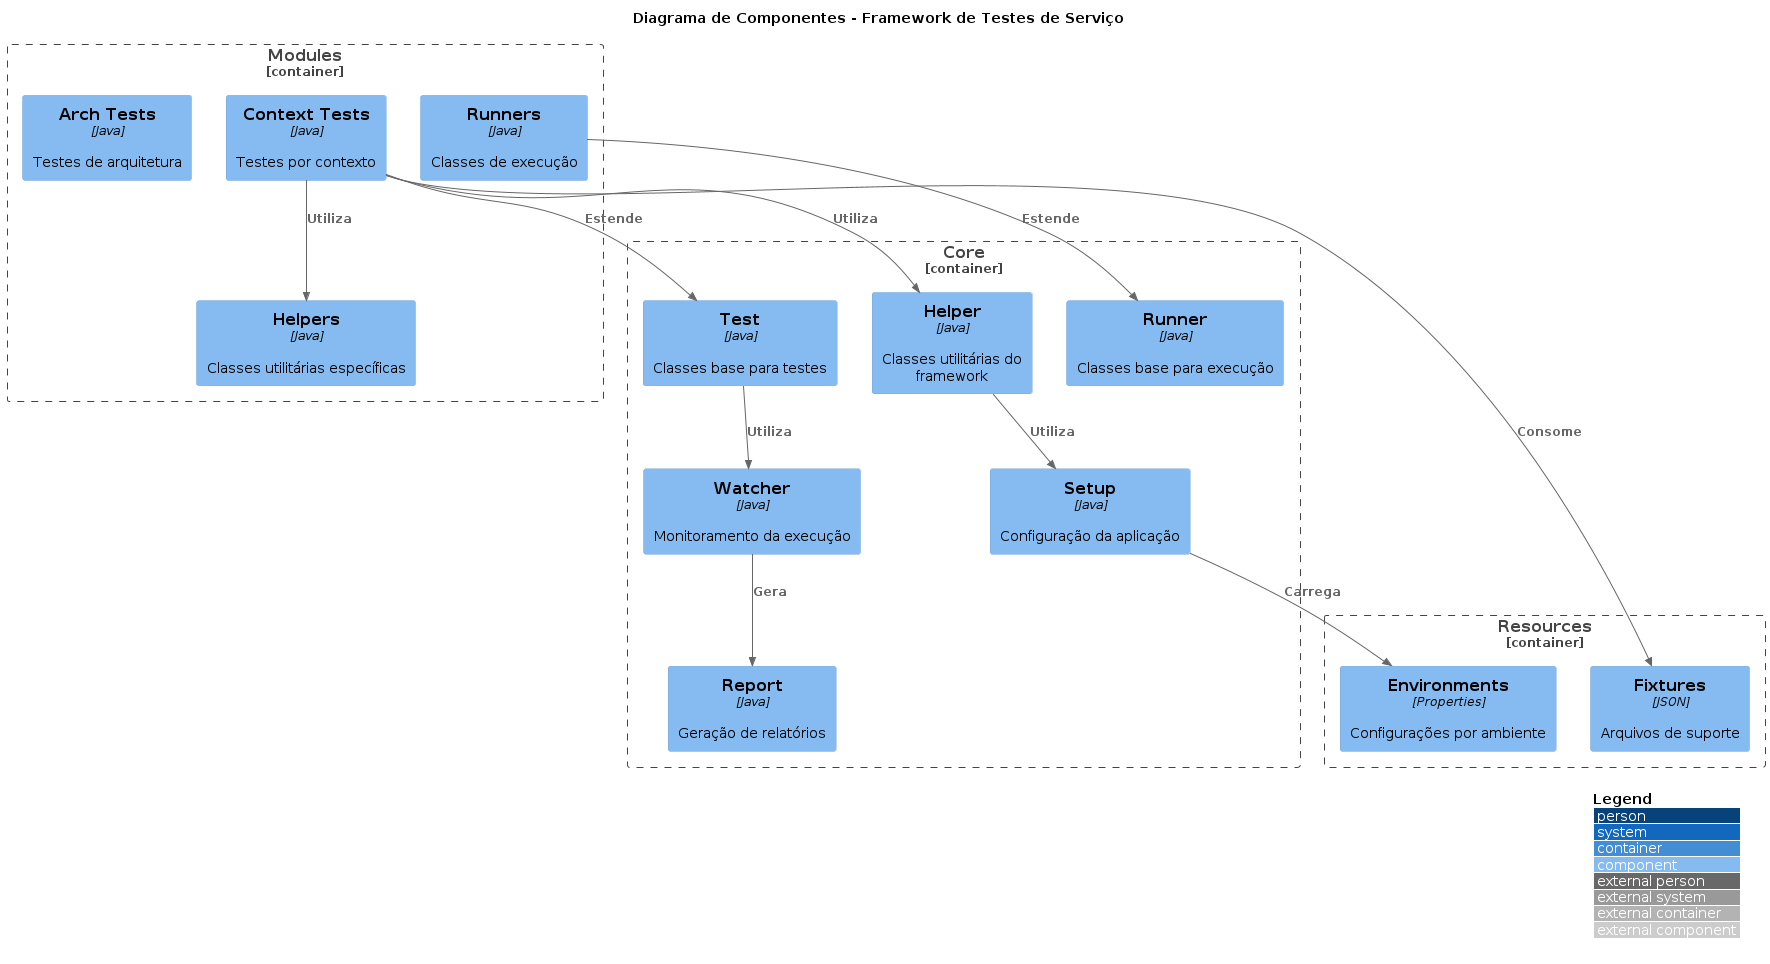 Diagrama de Componentes - Framework de Testes de Serviço
Modules
[container]
Arch Tests
[Java]
Testes de arquitetura
Context Tests
[Java]
Testes por contexto
Runners
[Java]
Classes de execução
Utiliza
Estende
Utiliza
Estende
Core
[container]
Helpers
[Java]
Classes utilitárias específicas
Test
[Java]
Classes base para testes
Helper
[Java]
Classes utilitárias do
framework
Runner
[Java]
Classes base para execução
Utiliza
Utiliza
Consome
Watcher
[Java]
Monitoramento da execução
Setup
[Java]
Configuração da aplicação
Gera
Carrega
Resources
[container]
Report
[Java]
Geração de relatórios
Environments
[Properties]
Configurações por ambiente
Fixtures
[JSON]
Arquivos de suporte
Legend
person
system
container
component
external person
external system
external container
external component